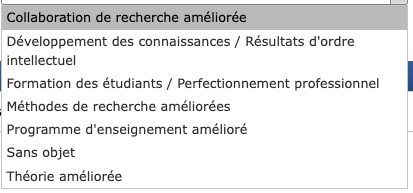 Collaboration de recherche améliorée
Développement des connaissances / Résultats d'ordre
intellectuel
Formation des étudiants / Perfectionnement professionnel
Méthodes de recherche améliorées
Programme d'enseignement amélioré
Sans objet
Théorie améliorée